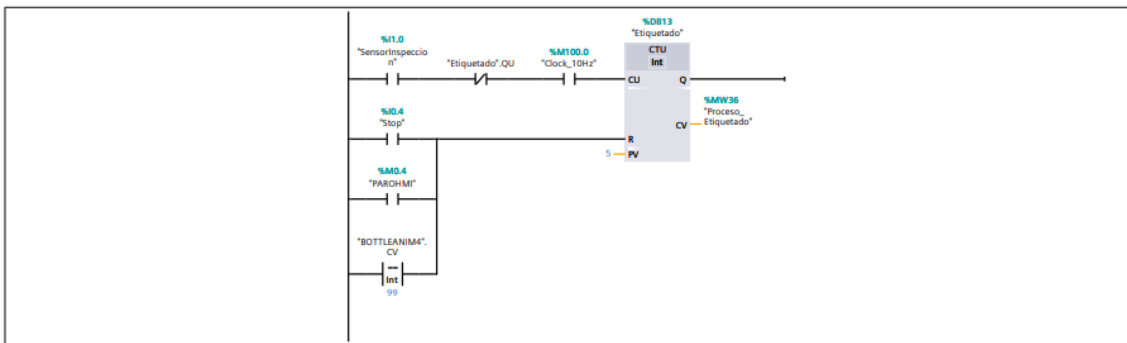 %DB13
"Etiquetado"
%I1.0
"SensorInspeccio
n"
"Etiquetado".QU
%M100.0
"Clock_10Hz"
CTU
Int
CU
Q
%MW36
"Proceso_
Etiquetado"
CV
%I0.4
"Stop"
R
5
PV
%M0.4
"PAROHMI"
"BOTTLEANIM4".
CV
==
Int
99